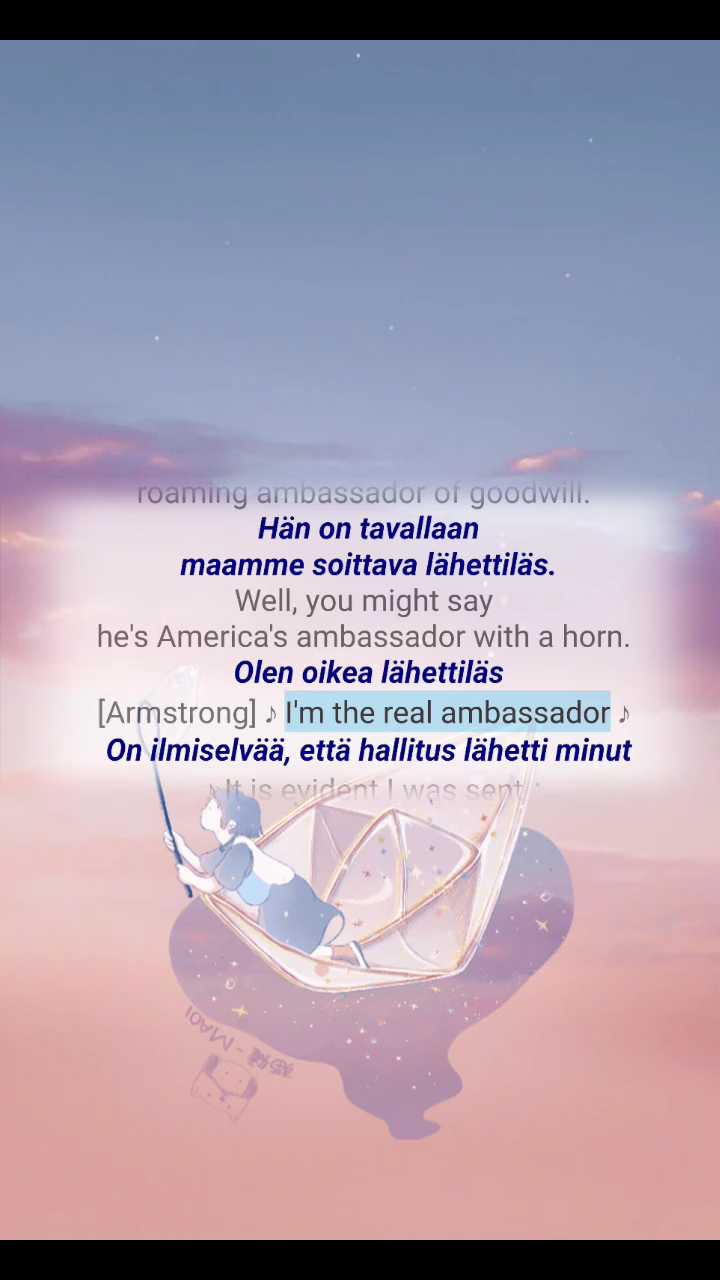 roaming ambassador of goodwill.
Hän on tavallaan
maamme soittava lähettiläs.
Well, you might say
he's America's ambassador with a horn.
Olen oikea lähettiläs
[Armstrong] ♪ I'm the real ambassador ♪
On ilmiselvää, että hallitus lähetti minut
♪ It is evident I was sent
MAOI